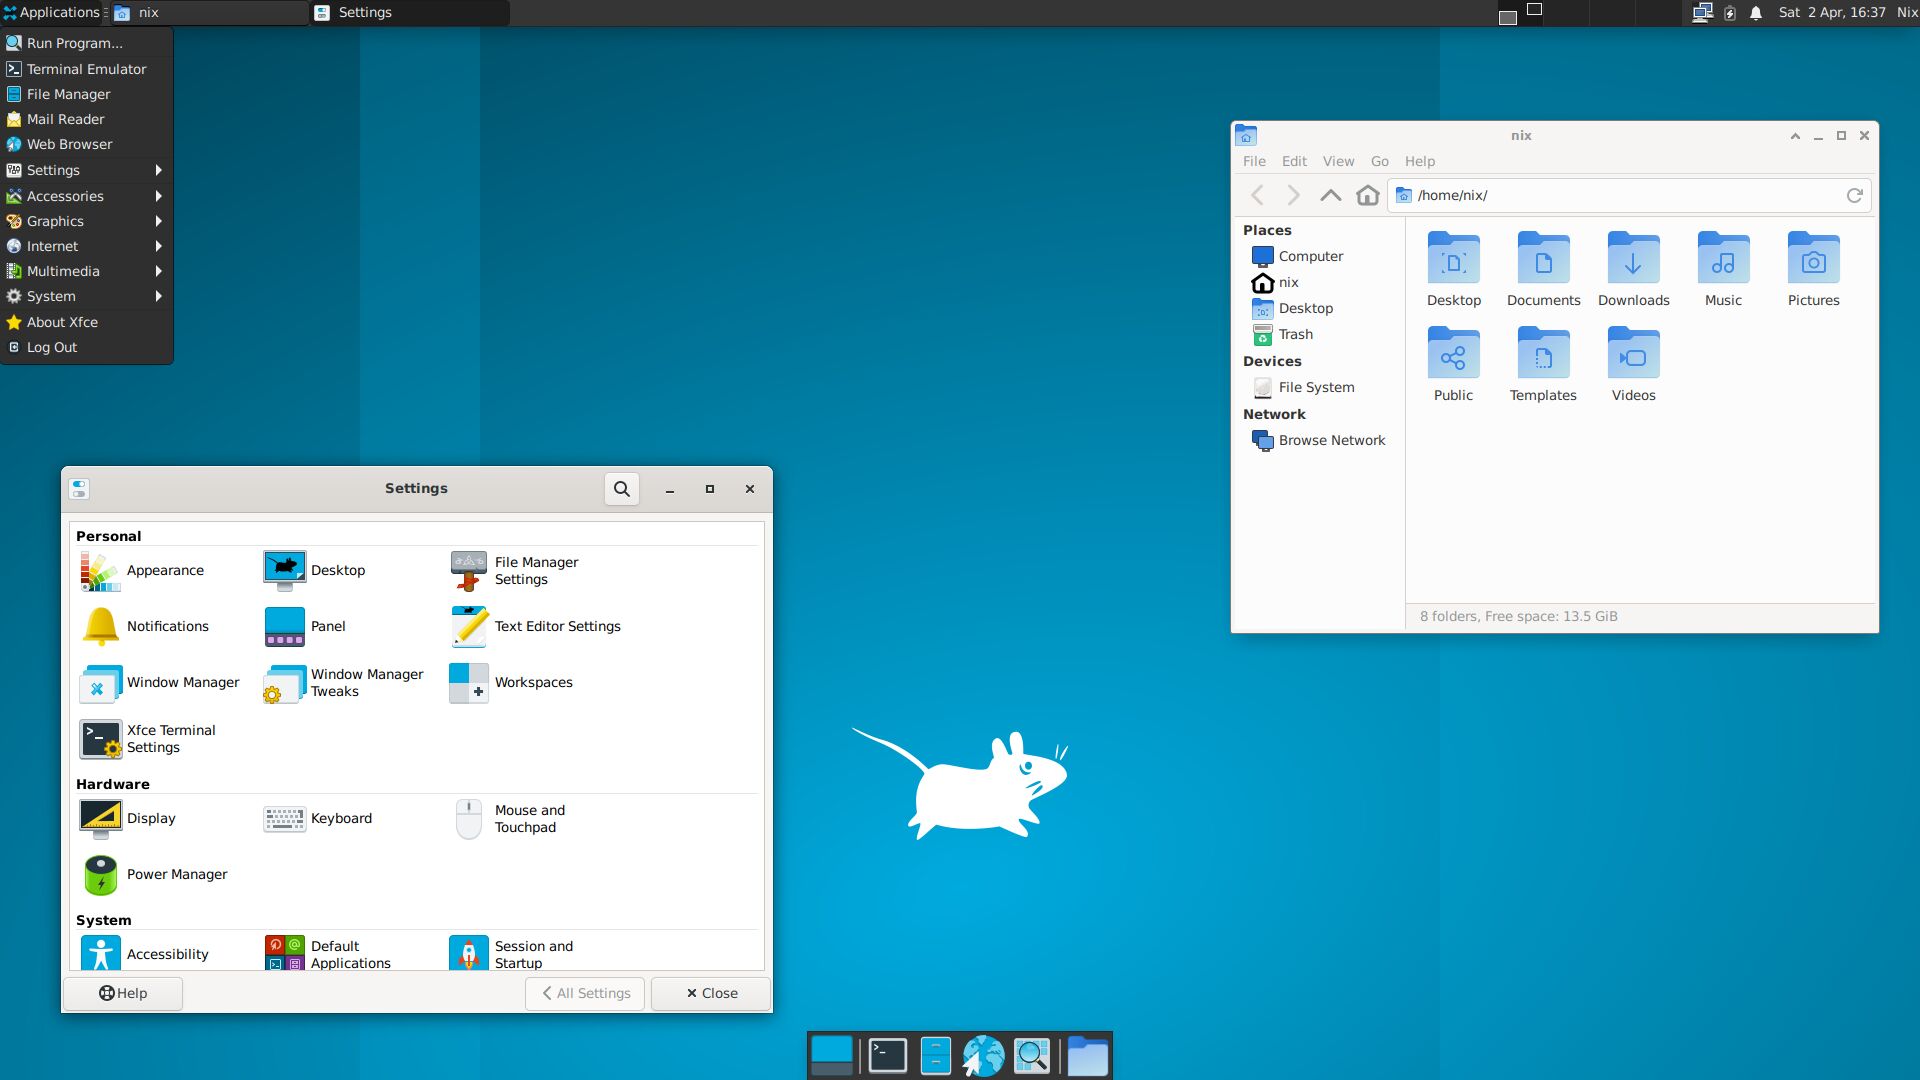 Applications
nix
Settings
Sat 2 Apr, 16:37
Nix
Run Program...
Terminal Emulator
File Manager
Mail Reader
Web Browser
Settings
Accessories
Graphics
Internet
Multimedia
System
About Xfce
Log Out
nix
File Edit View Go Help
/home/nix/
Places
Computer
nix
Desktop
Trash
Devices
File System
Network
Browse Network
Desktop Documents Downloads Music Pictures
Public Templates Videos
8 folders, Free space: 13.5 GiB
Settings
Personal
Appearance
Desktop
File Manager
Settings
Notifications
Panel
Text Editor Settings
Window Manager
Window Manager
Tweaks
Workspaces
Xfce Terminal
Settings
Hardware
Display
Keyboard
Mouse and
Touchpad
Power Manager
System
Accessibility
Default
Applications
Session and
Startup
Help
All Settings
Close